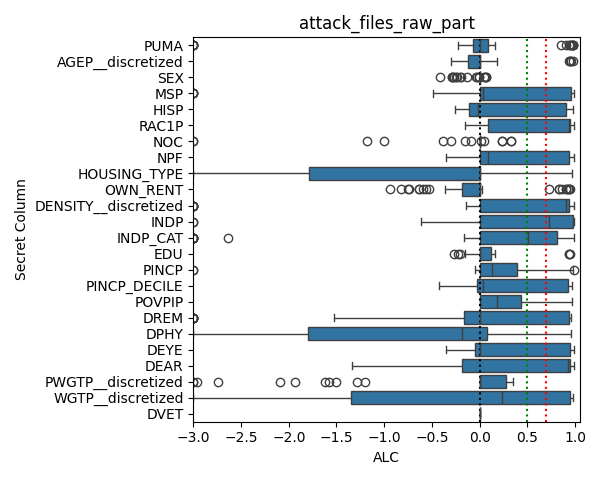 attack_files_raw_part
PUMA
AGEP__discretized
SEX
MSP
HISP
RAC1P
NOC
NPF
HOUSING_TYPE
OWN_RENT
DENSITY__discretized
INDP
INDP_CAT
EDU
PINCP
PINCP_DECILE
POVPIP
DREM
DPHY
DEYE
DEAR
PWGTP__discretized
WGTP__discretized
DVET
Secret Column
−3.0 −2.5 −2.0 −1.5 −1.0 −0.5 0.0 0.5 1.0
ALC